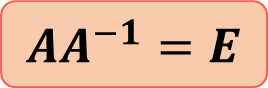 AA⁻¹ = E